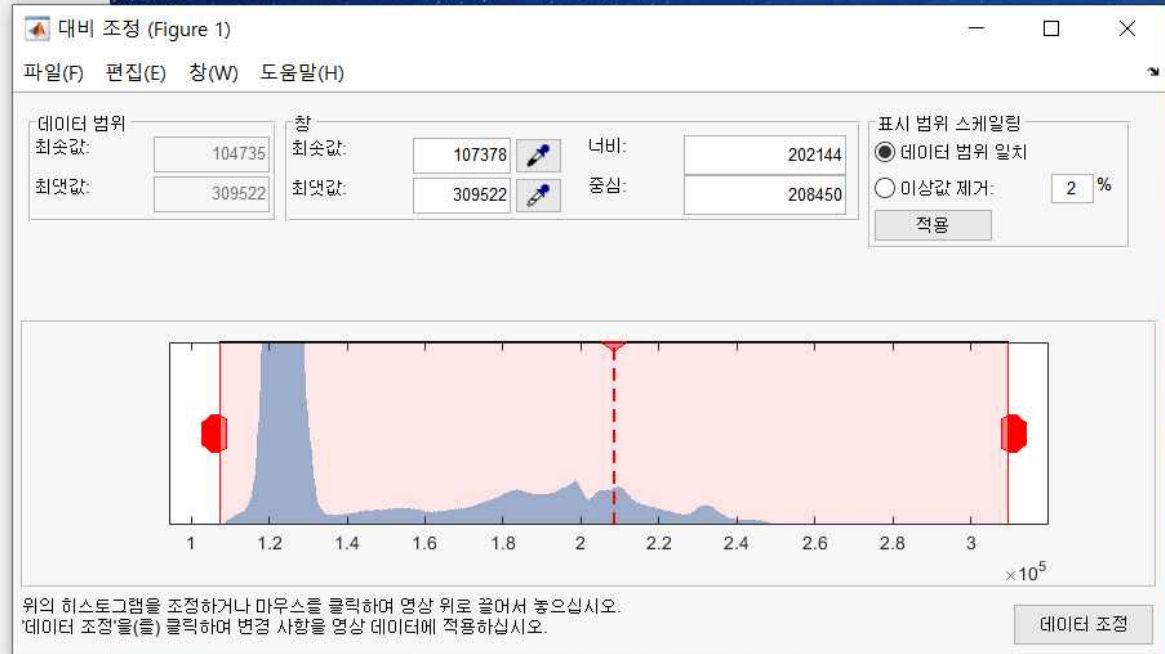 대비 조정 (Figure 1)
파일(F) 편집(E) 창(W) 도움말(H)
데이터 범위
최솟값: 104735
최댓값: 309522
창
최솟값: 107378
최댓값: 309522
너비: 202144
중심: 208450
표시 범위 스케일링
데이터 범위 일치
이상값 제거: 2 %
적용
1 1.2 1.4 1.6 1.8 2 2.2 2.4 2.6 2.8 3
×10⁵
위의 히스토그램을 조정하거나 마우스를 클릭하여 영상 위로 끌어서 놓으십시오.
'데이터 조정'을(를) 클릭하여 변경 사항을 영상 데이터에 적용하십시오.
데이터 조정